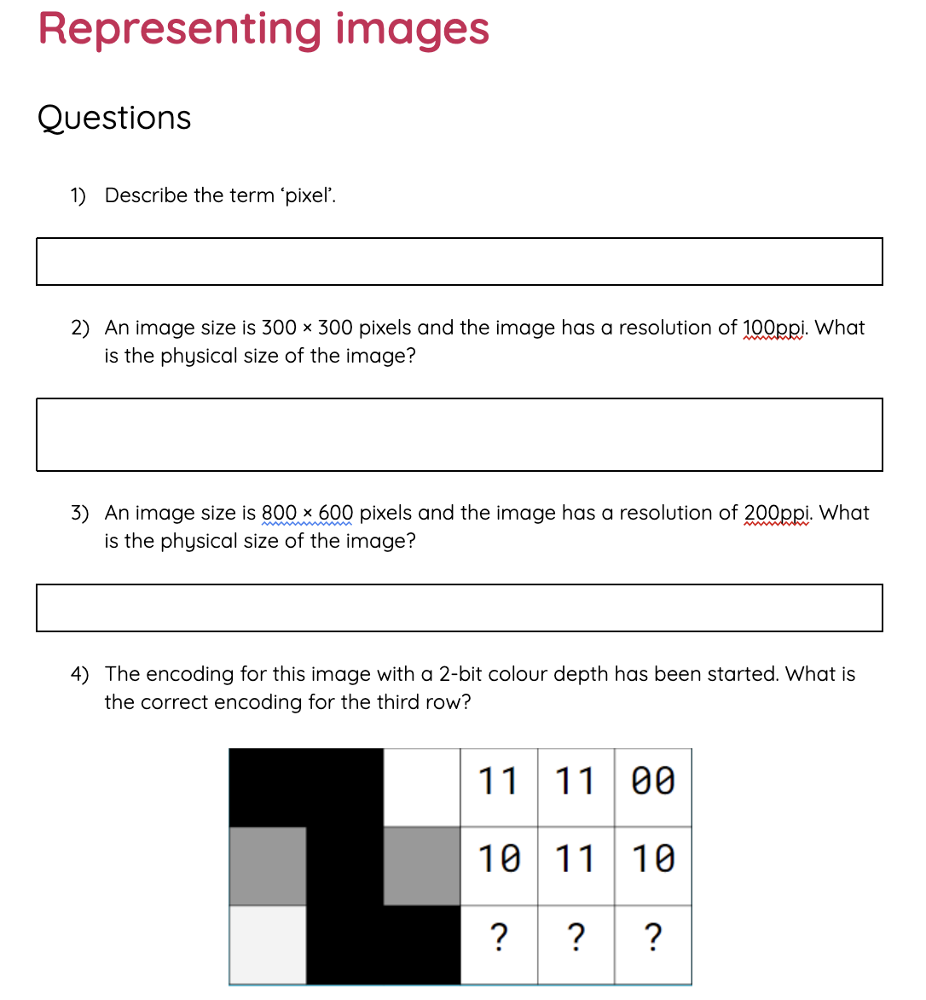 Representing images
Questions
1) Describe the term ‘pixel’.
2) An image size is 300 × 300 pixels and the image has a resolution of 100ppi. What
is the physical size of the image?
3) An image size is 800 × 600 pixels and the image has a resolution of 200ppi. What
is the physical size of the image?
4) The encoding for this image with a 2-bit colour depth has been started. What is
the correct encoding for the third row?
11 11 00
10 11 10
? ? ?